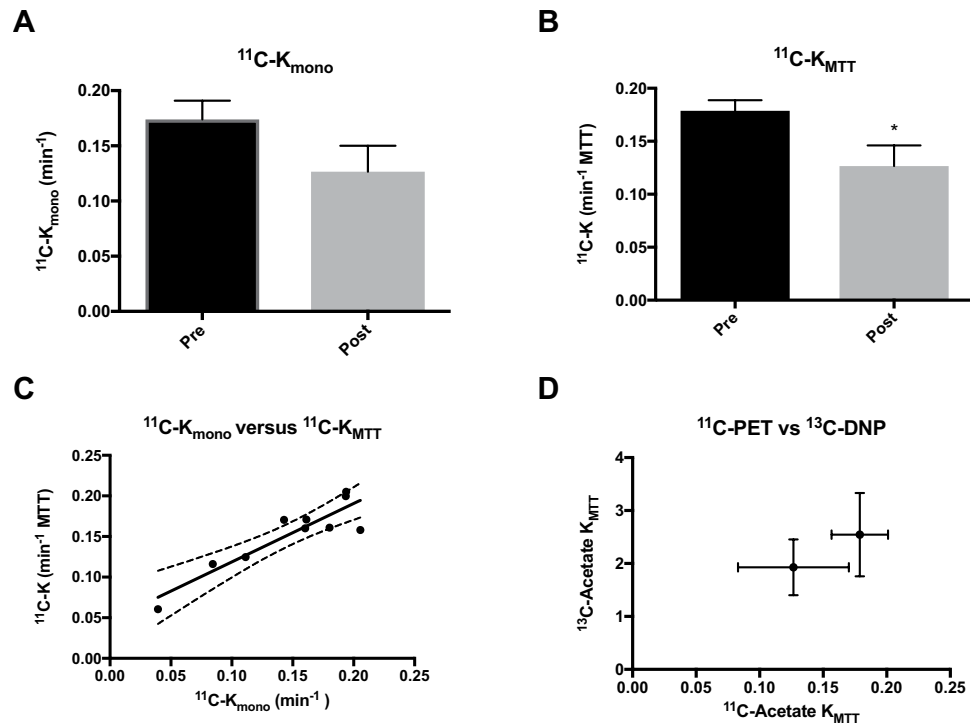 A
¹¹C-Kmono
¹¹C-Kmono (min⁻¹)
0.20
0.15
0.10
0.05
0.00
Pre
Post
B
¹¹C-KMTT
¹¹C-K (min⁻¹ MTT)
0.20
0.15
0.10
0.05
0.00
*
Pre
Post
C
¹¹C-Kmono versus ¹¹C-KMTT
¹¹C-K (min⁻¹ MTT)
0.25
0.20
0.15
0.10
0.05
0.00
0.00 0.05 0.10 0.15 0.20 0.25
¹¹C-Kmono (min⁻¹ )
D
¹¹C-PET vs ¹³C-DNP
¹³C-Acetate KMTT
4
3
2
1
0
0.00 0.05 0.10 0.15 0.20 0.25
¹¹C-Acetate KMTT